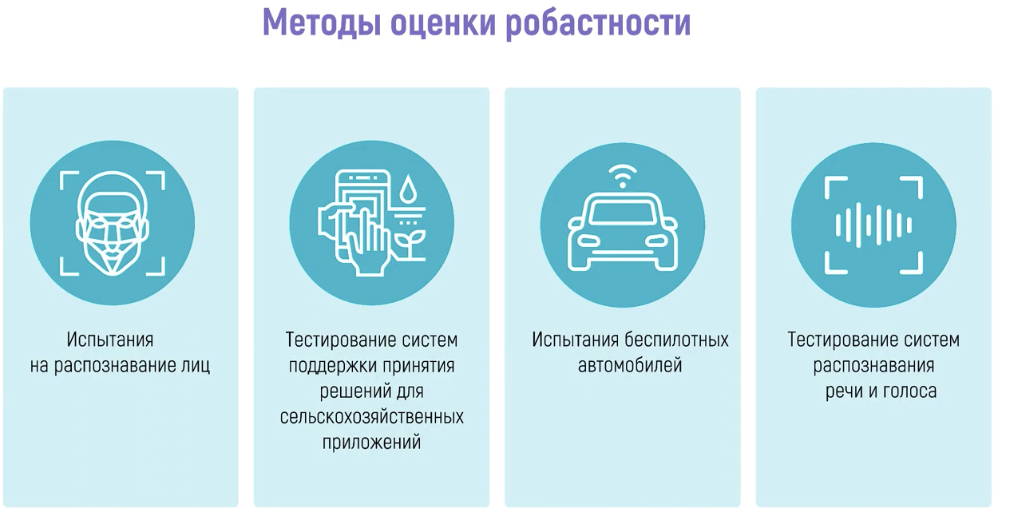 Методы оценки робастности
Испытания
на распознавание лиц
Тестирование систем
поддержки принятия
решений для
сельскохозяйственных
приложений
Испытания беспилотных
автомобилей
Тестирование систем
распознавания
речи и голоса